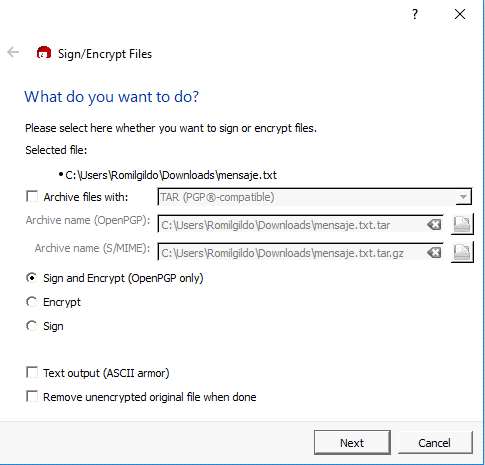 ?
Sign/Encrypt Files
What do you want to do?
Please select here whether you want to sign or encrypt files.
Selected file:
•C:\Users\Romilgildo\Downloads\mensaje.txt
Archive files with: TAR (PGP®-compatible)
Archive name (OpenPGP): C:\Users\Romilgildo\Downloads\mensaje.txt.tar
Archive name (S/MIME): C:\Users\Romilgildo\Downloads\mensaje.txt.tar.gz
Sign and Encrypt (OpenPGP only)
Encrypt
Sign
Text output (ASCII armor)
Remove unencrypted original file when done
Next Cancel